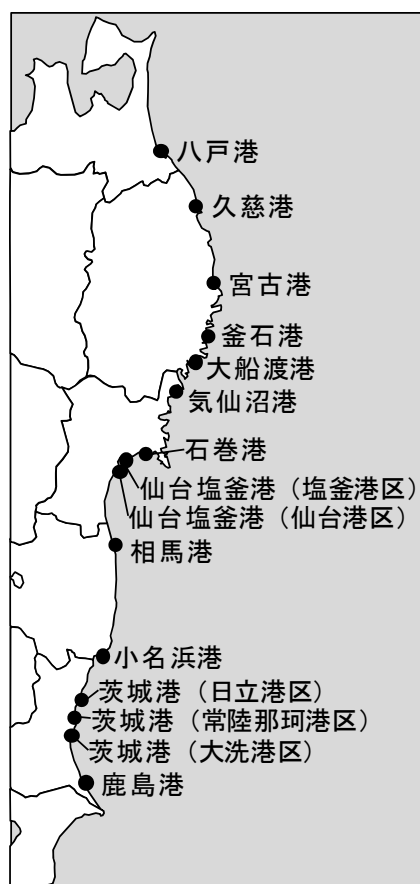 八戸港
久慈港
宮古港
釜石港
大船渡港
気仙沼港
石巻港
仙台塩釜港（塩釜港区）
仙台塩釜港（仙台港区）
相馬港
小名浜港
茨城港（日立港区）
茨城港（常陸那珂港区）
茨城港（大洗港区）
鹿島港